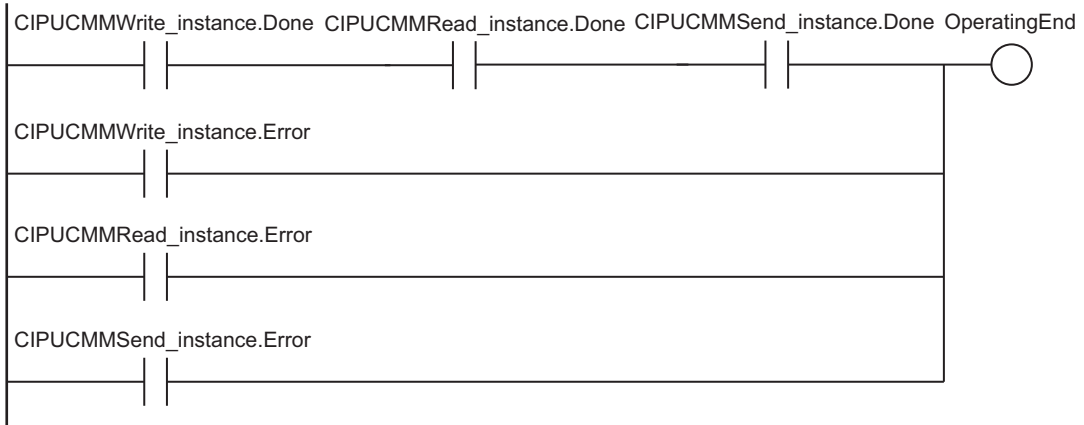 CIPUCMMWrite_instance.Done CIPUCMMRead_instance.Done CIPUCMMSend_instance.Done OperatingEnd
CIPUCMMWrite_instance.Error
CIPUCMMRead_instance.Error
CIPUCMMSend_instance.Error